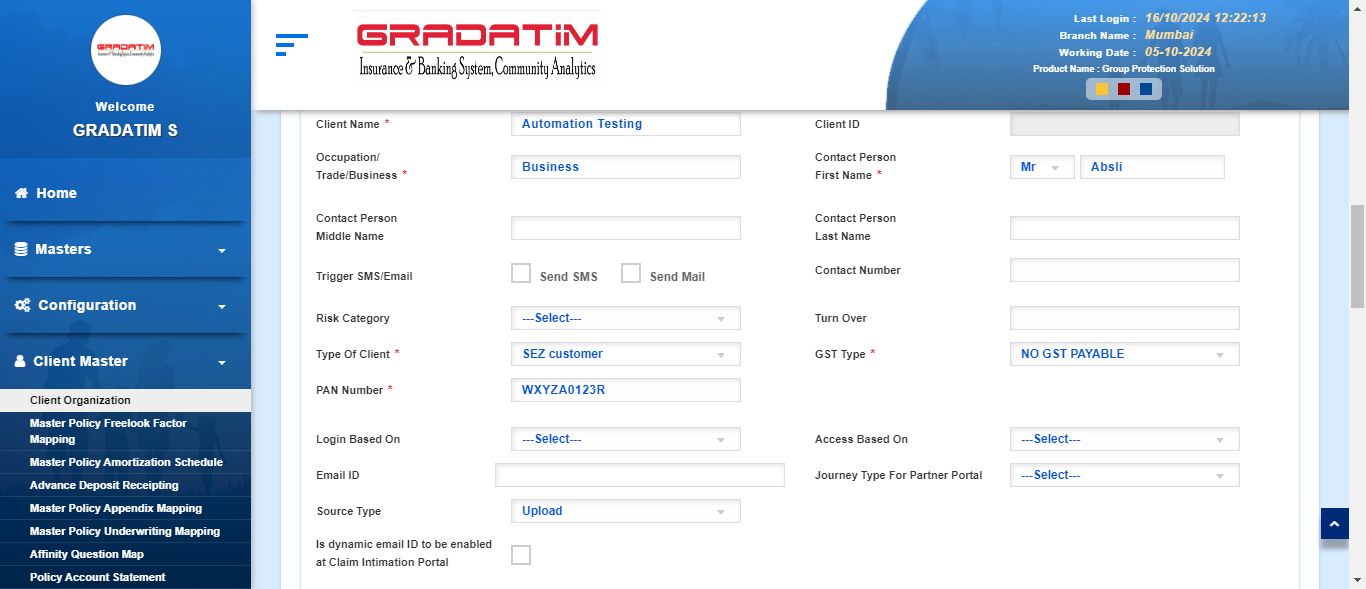 GRADATIM
Insurance & Banking System, Community Analytics
Welcome
GRADATIM S
Home
Masters
Configuration
Client Master
Client Organization
Master Policy Freelook Factor
Mapping
Master Policy Amortization Schedule
Advance Deposit Receipting
Master Policy Appendix Mapping
Master Policy Underwriting Mapping
Affinity Question Map
Policy Account Statement
GRADATIM
Insurance & Banking System, Community Analytics
Last Login : 16/10/2024 12:22:13
Branch Name : Mumbai
Working Date : 05-10-2024
Product Name : Group Protection Solution
Client Name * Automation Testing Client ID
Occupation/
Trade/Business * Business
Contact Person
First Name * Mr Absli
Contact Person
Middle Name
Contact Person
Last Name
Trigger SMS/Email Send SMS Send Mail Contact Number
Risk Category ---Select--- Turn Over
Type Of Client * SEZ customer GST Type * NO GST PAYABLE
PAN Number * WXYZA0123R
Login Based On ---Select--- Access Based On ---Select---
Email ID Journey Type For Partner Portal ---Select---
Source Type Upload
Is dynamic email ID to be enabled
at Claim Intimation Portal